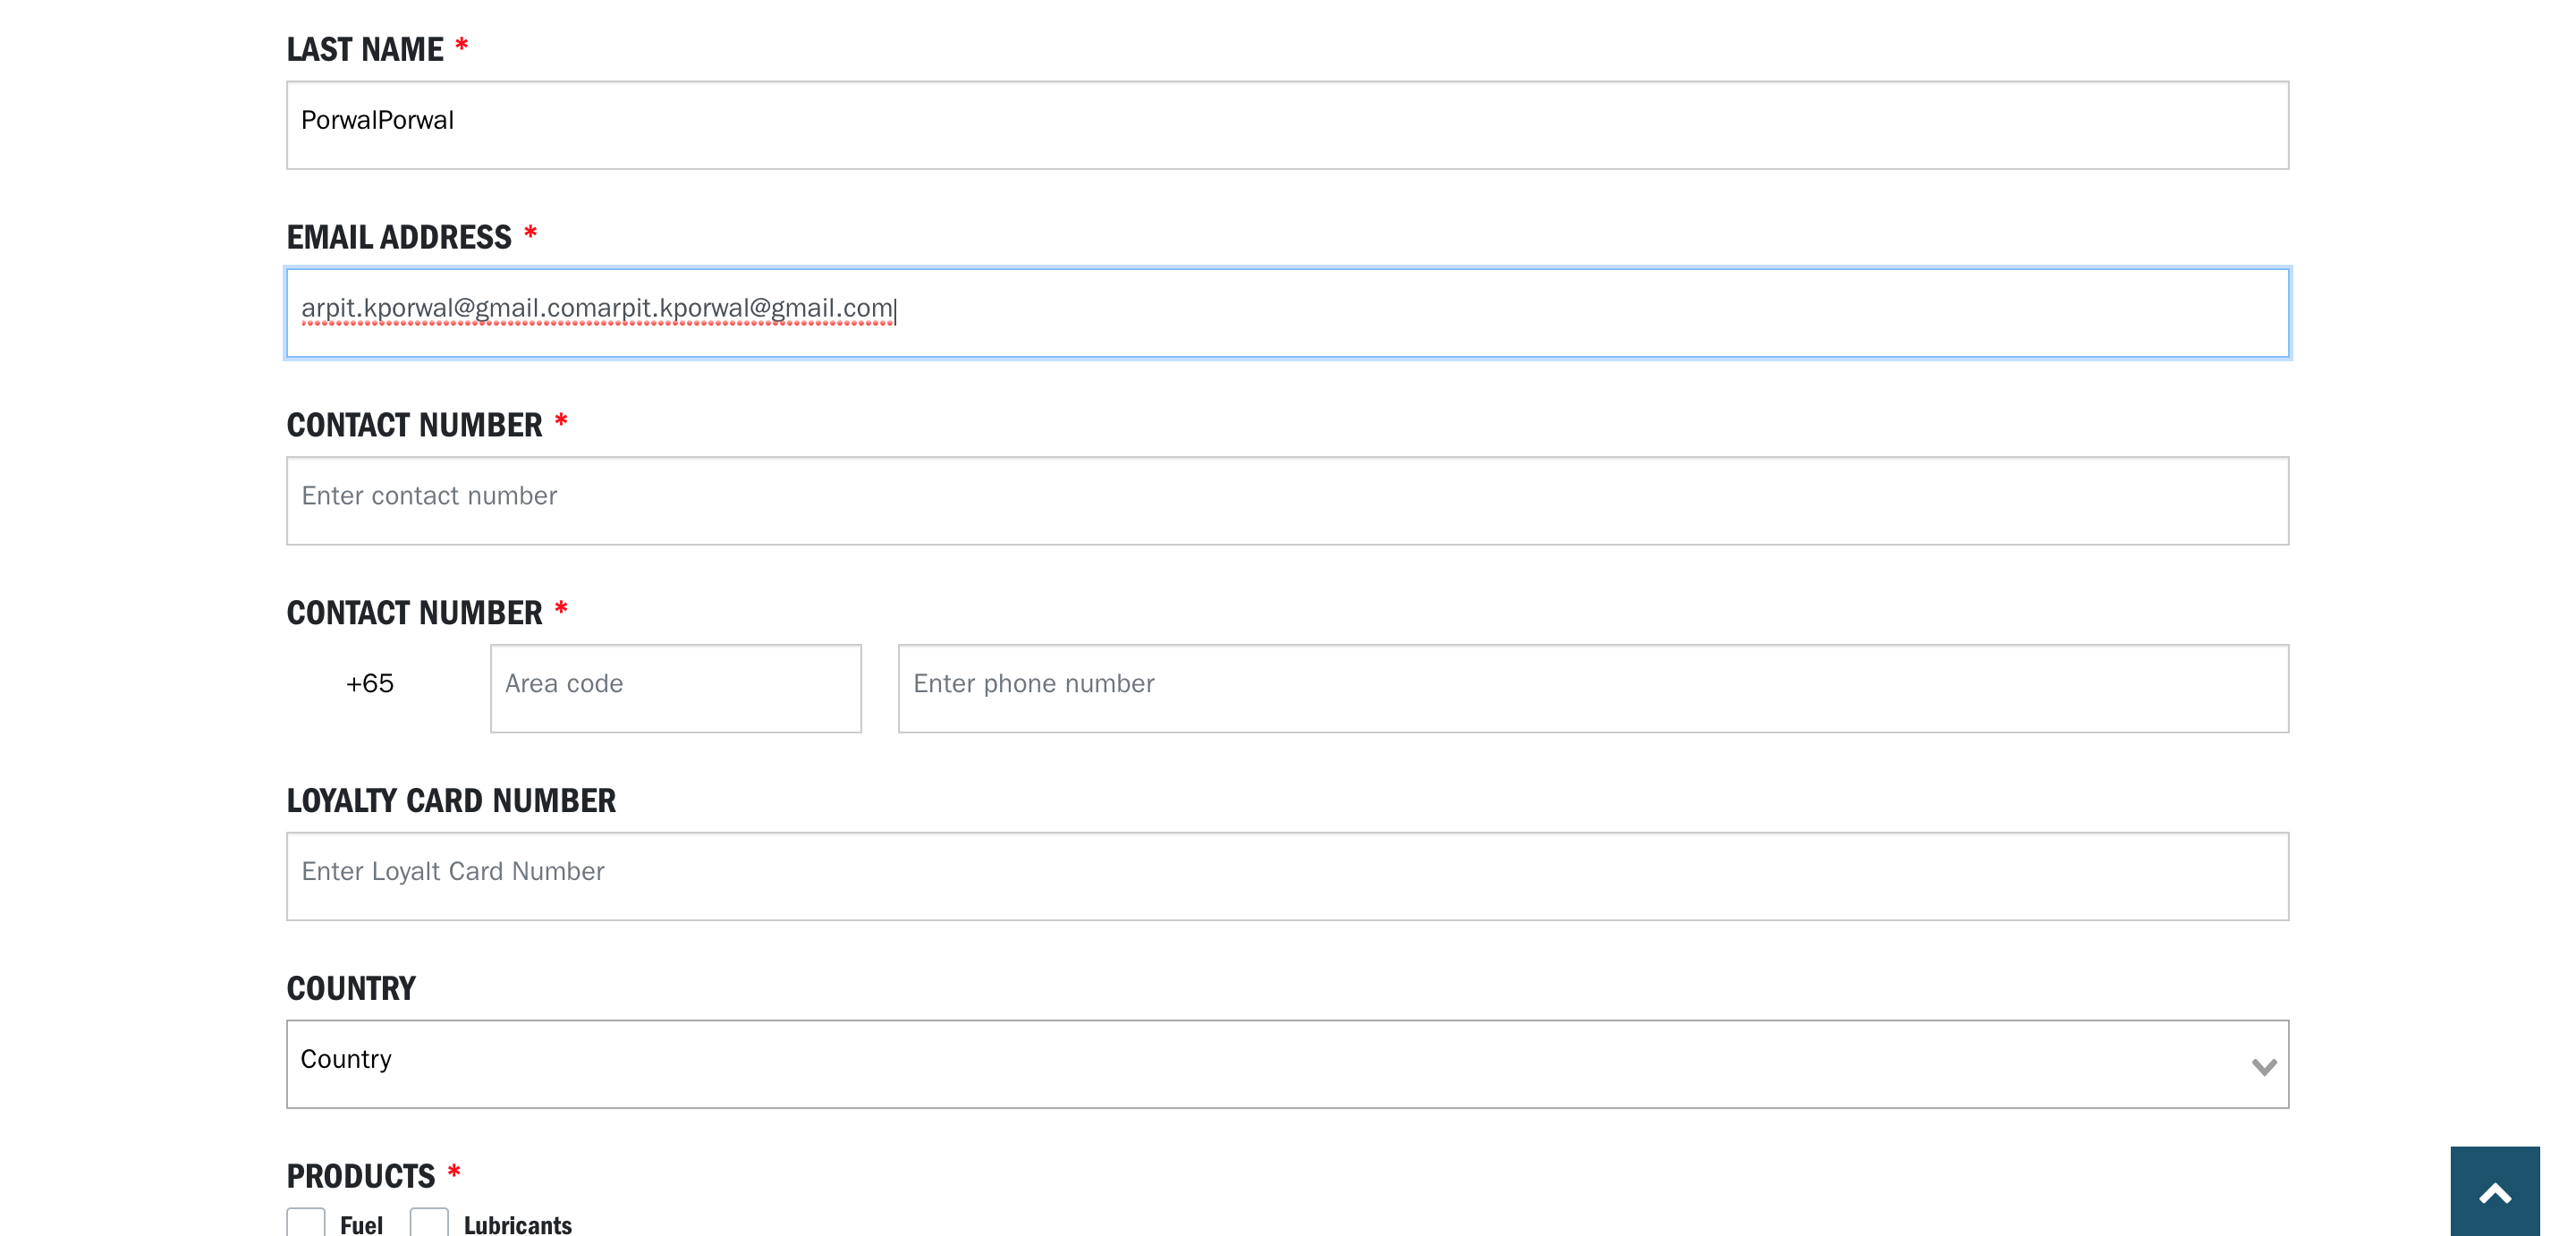 LAST NAME *
PorwalPorwal
EMAIL ADDRESS *
arpit.kporwal@gmail.comarpit.kporwal@gmail.com
CONTACT NUMBER *
Enter contact number
CONTACT NUMBER *
+65 Area code Enter phone number
LOYALTY CARD NUMBER
Enter Loyalt Card Number
COUNTRY
Country
PRODUCTS *
Fuel Lubricants